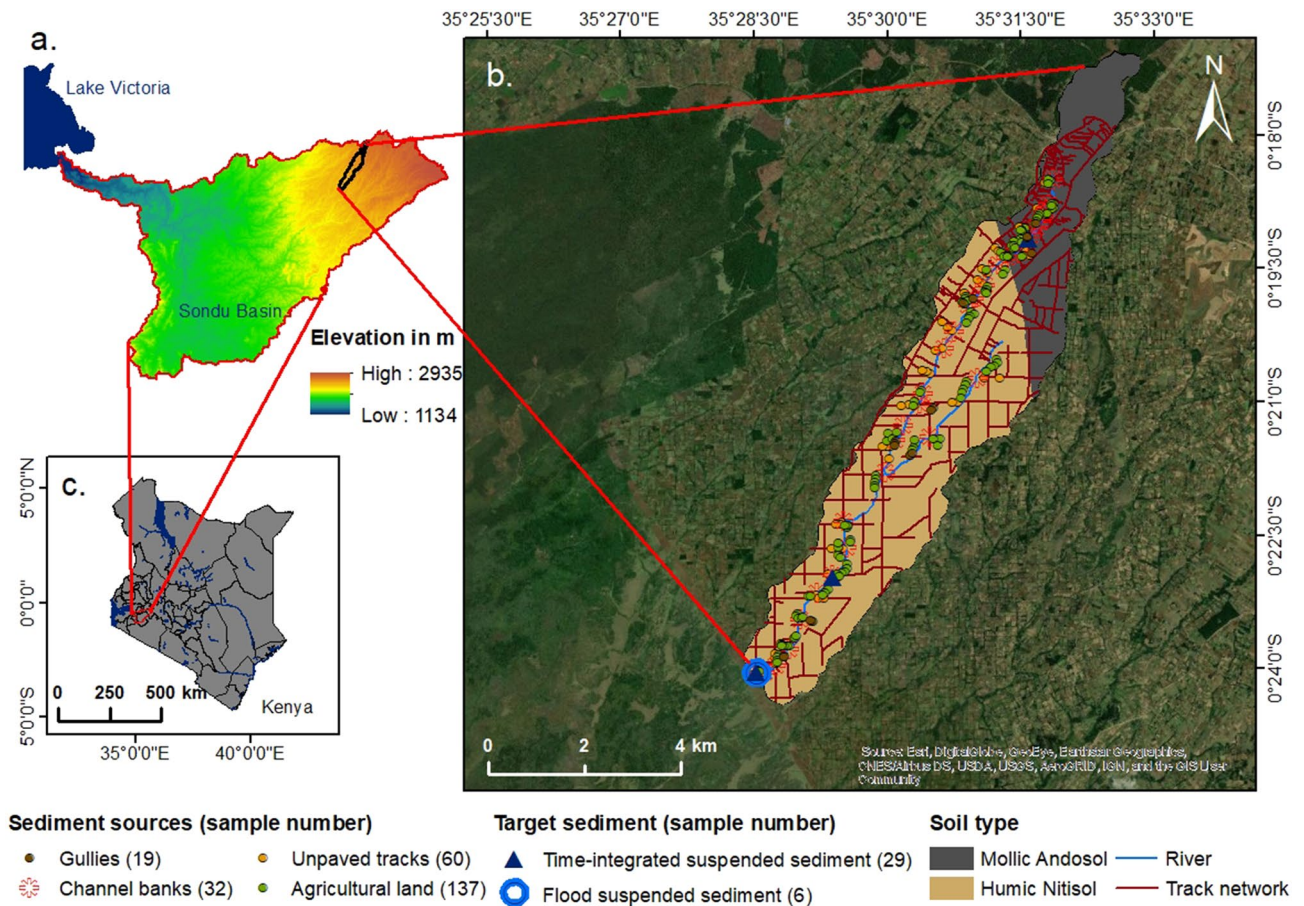 a.
Lake Victoria
Sondu Basin
Elevation in m
High : 2935
Low : 1134
35°25'30"E 35°27'0"E 35°28'30"E 35°30'0"E 35°31'30"E 35°33'0"E
b.
N
0°18'0"S
0°19'30"S
0°21'0"S
0°22'30"S
0°24'0"S
0 2 4 km
Source: Esri, DigitalGlobe, GeoEye, Earthstar Geographics,
CNES/Airbus DS, USDA, USGS, AeroGRID, IGN, and the GIS User
Community
c.
5°0'0"N
0°0'0"
5°0'0"S
0 250 500 km
Kenya
35°0'0"E 40°0'0"E
Sediment sources (sample number)
Gullies (19)
Unpaved tracks (60)
Channel banks (32)
Agricultural land (137)
Target sediment (sample number)
Time-integrated suspended sediment (29)
Flood suspended sediment (6)
Soil type
Mollic Andosol
River
Humic Nitisol
Track network